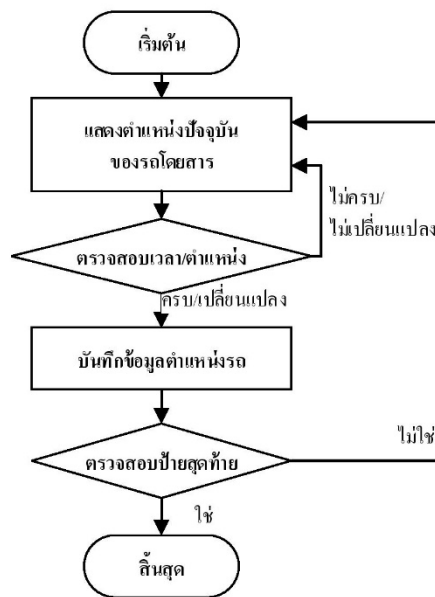 เริ่มต้น
แสดงตำแหน่งปัจจุบัน
ของรถโดยสาร
ไม่ครบ/
ไม่เปลี่ยนแปลง
ตรวจสอบเวลา/ตำแหน่ง
ครบ/เปลี่ยนแปลง
บันทึกข้อมูลตำแหน่งรถ
ไม่ใช่
ตรวจสอบป้ายสุดท้าย
ใช่
สิ้นสุด